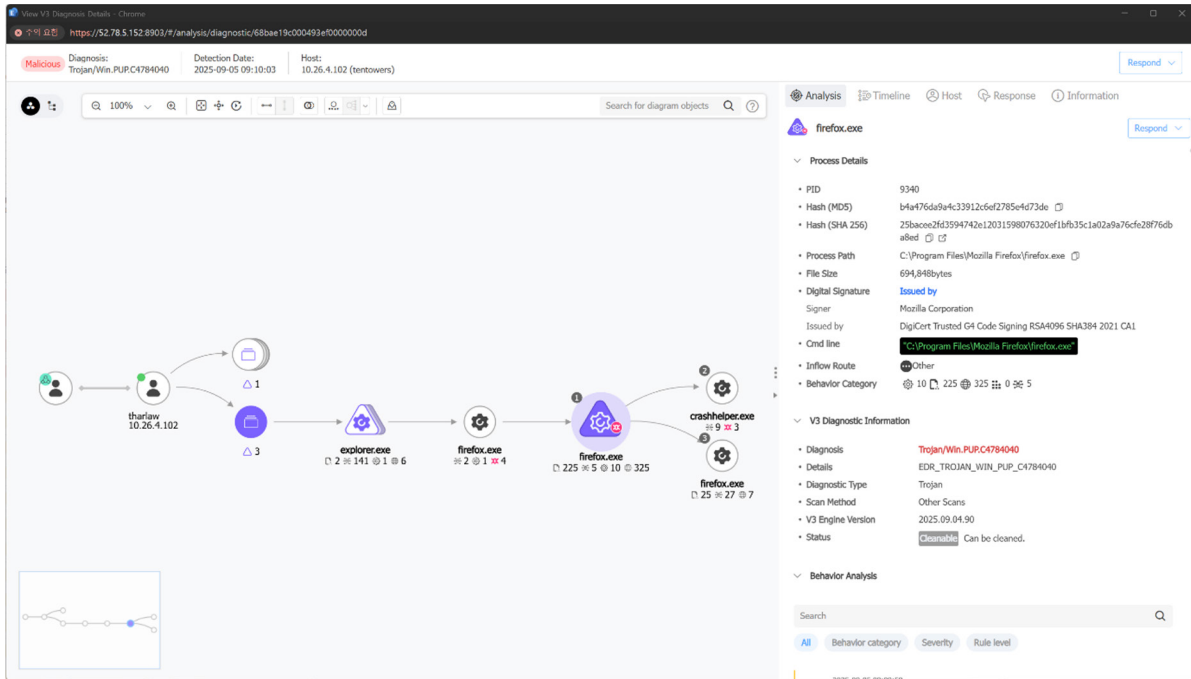 View V3 Diagnosis Details - Chrome
주의 요함 https://52.78.5.152:8903/#/analysis/diagnostic/68bae19c000493ef0000000d
Malicious
Diagnosis:
Trojan/Win.PUP.C4784040
Detection Date:
2025-09-05 09:10:03
Host:
10.26.4.102 (tentowers)
Respond
100%
Search for diagram objects
1
tharlaw
10.26.4.102
3
explorer.exe
2 141 1 6
firefox.exe
2 1 4
1
firefox.exe
225 5 10 325
2
crashhelper.exe
9 3
3
firefox.exe
25 27 7
Analysis Timeline Host Response Information
firefox.exe
Respond
Process Details
• PID 9340
• Hash (MD5) b4a476da9a4c33912c6ef2785e4d73de
• Hash (SHA 256) 25bacee2fd3594742e12031598076320ef1bfb35c1a02a9a76cfe28f76db
a8ed
• Process Path C:\Program Files\Mozilla Firefox\firefox.exe
• File Size 694,848bytes
• Digital Signature Issued by
Signer Mozilla Corporation
Issued by DigiCert Trusted G4 Code Signing RSA4096 SHA384 2021 CA1
• Cmd line "C:\Program Files\Mozilla Firefox\firefox.exe"
• Inflow Route Other
• Behavior Category 10 225 325 0 5
V3 Diagnostic Information
• Diagnosis Trojan/Win.PUP.C4784040
• Details EDR_TROJAN_WIN_PUP_C4784040
• Diagnostic Type Trojan
• Scan Method Other Scans
• V3 Engine Version 2025.09.04.90
• Status Cleanable Can be cleaned.
Behavior Analysis
Search
All Behavior category Severity Rule level